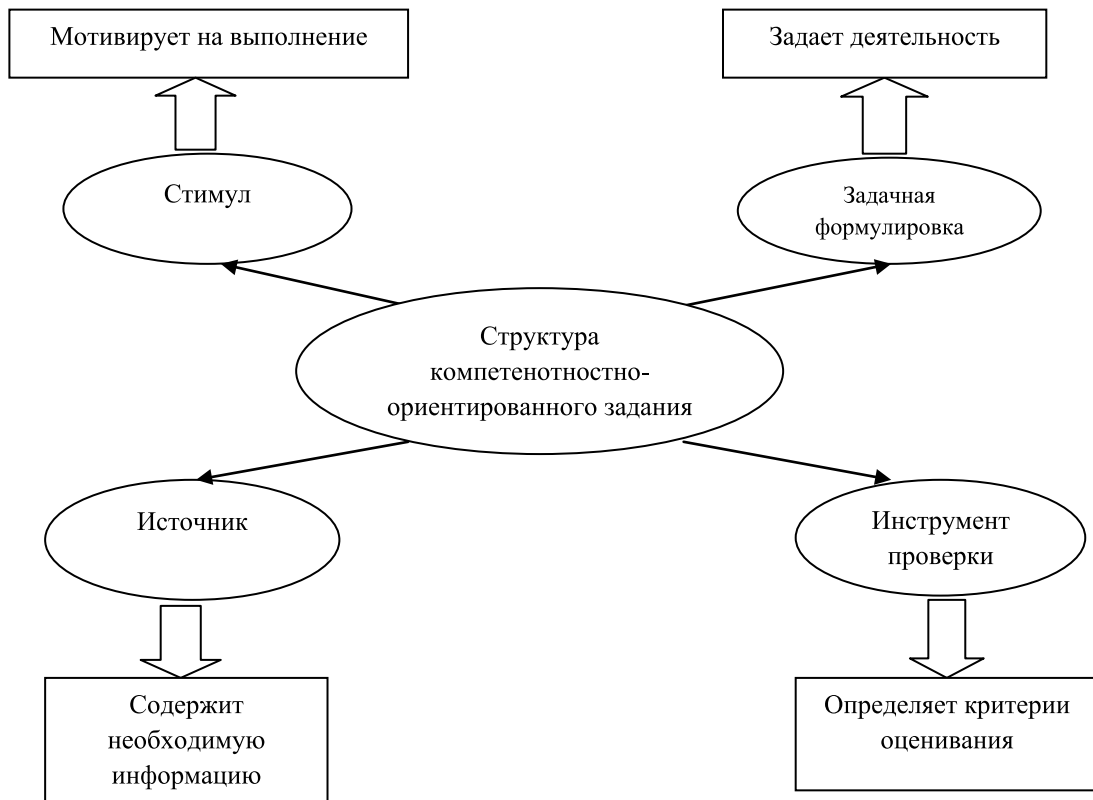 Мотивирует на выполнение
Задает деятельность
Стимул
Задачная
формулировка
Структура
компетенотностно-
ориентированного задания
Источник
Инструмент
проверки
Содержит
необходимую
информацию
Определяет критерии
оценивания